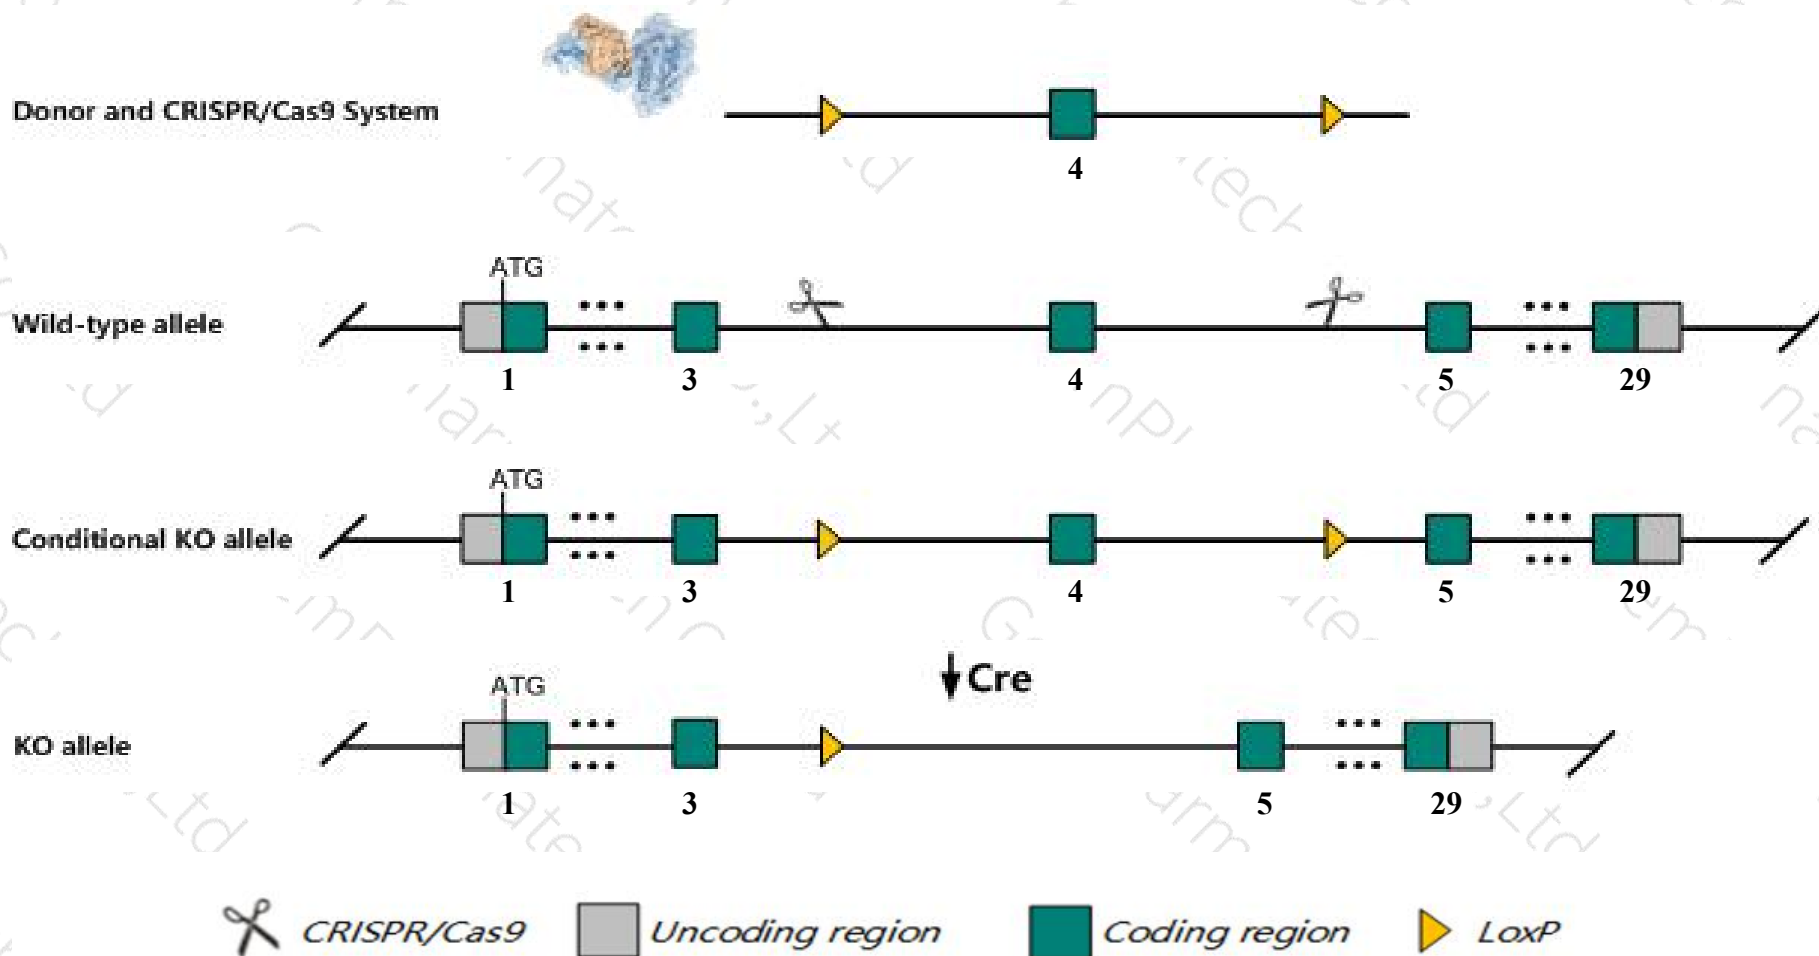 Donor and CRISPR/Cas9 System
4
ATG
Wild-type allele
1 3 4 5 29
ATG
Conditional KO allele
1 3 4 5 29
Cre
ATG
KO allele
1 3 5 29
CRISPR/Cas9 Uncoding region Coding region LoxP